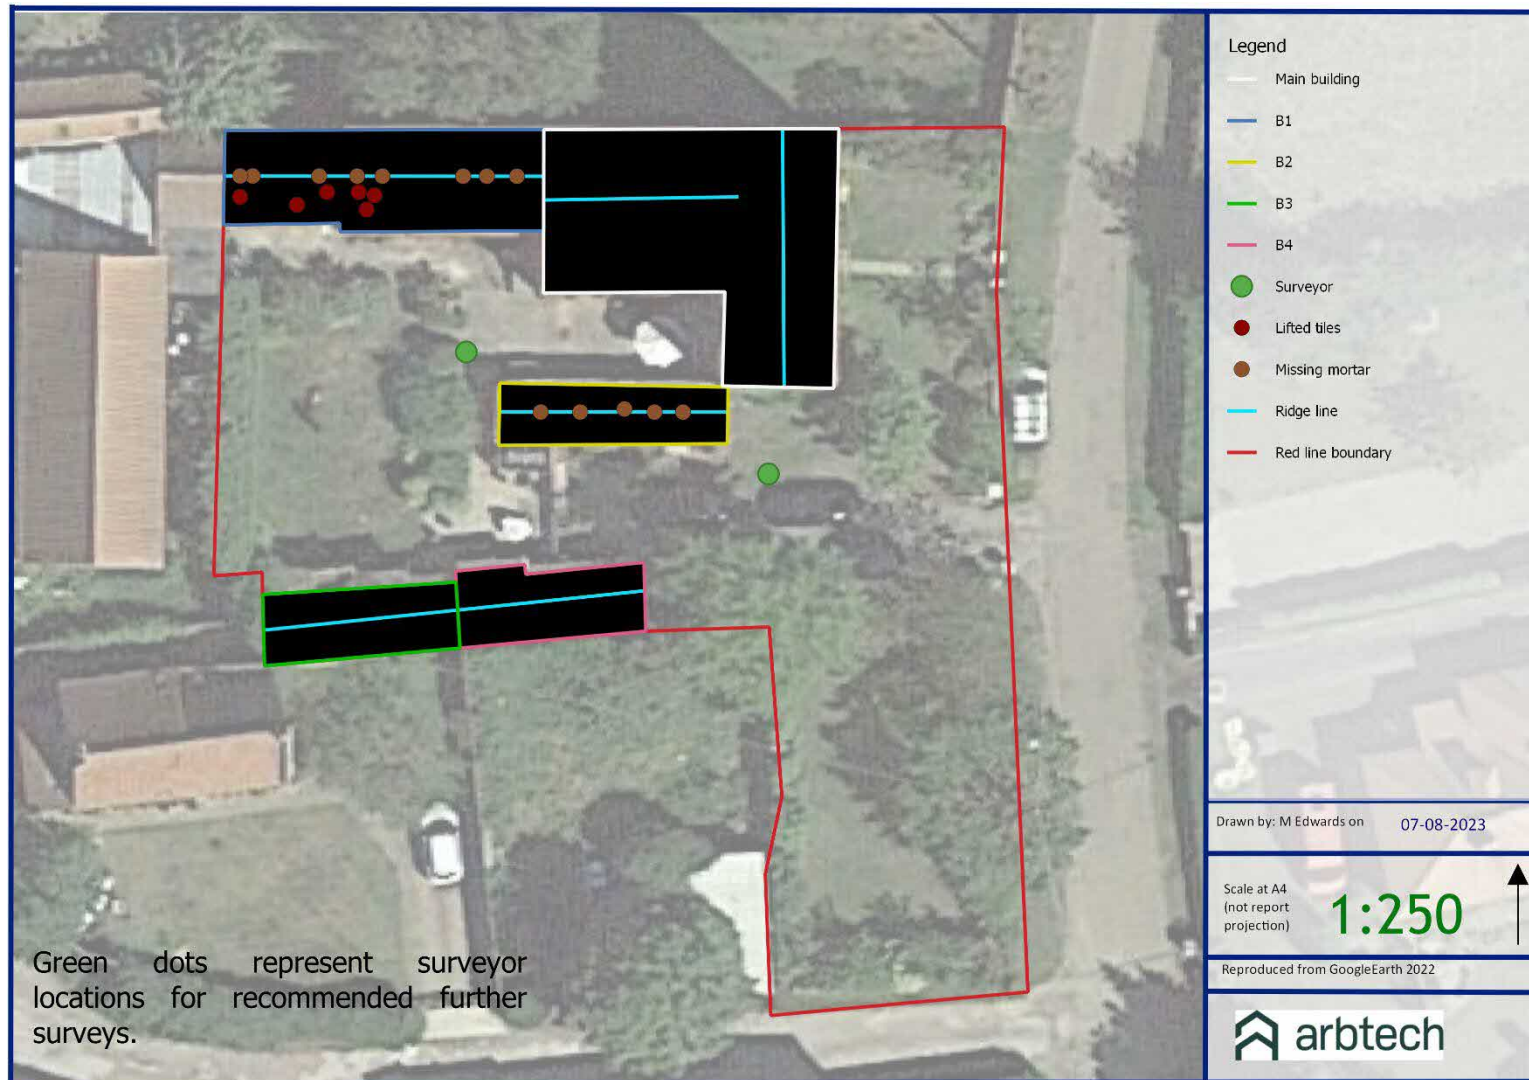 Legend
Main building
B1
B2
B3
B4
Surveyor
Lifted tiles
Missing mortar
Ridge line
Red line boundary
Drawn by: M Edwards on 07-08-2023
Scale at A4
(not report
projection)
1:250
Reproduced from GoogleEarth 2022
arbtech
Green dots represent surveyor
locations for recommended further
surveys.